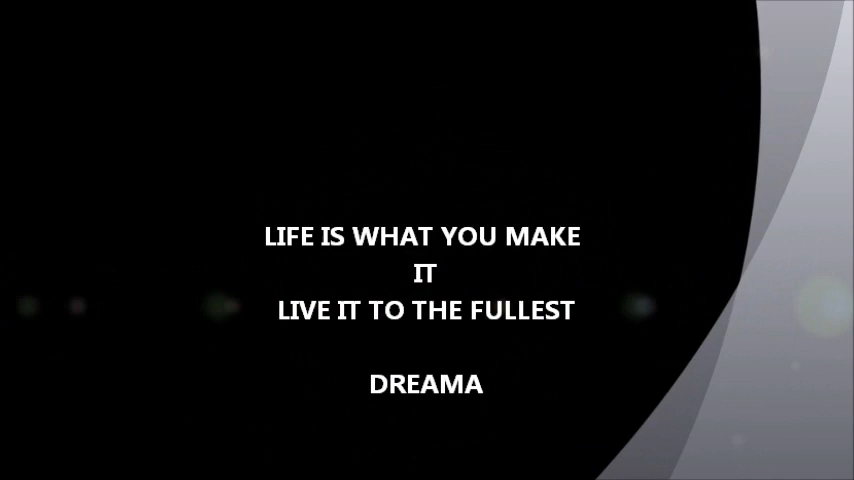 LIFE IS WHAT YOU MAKE
IT
LIVE IT TO THE FULLEST
DREAMA